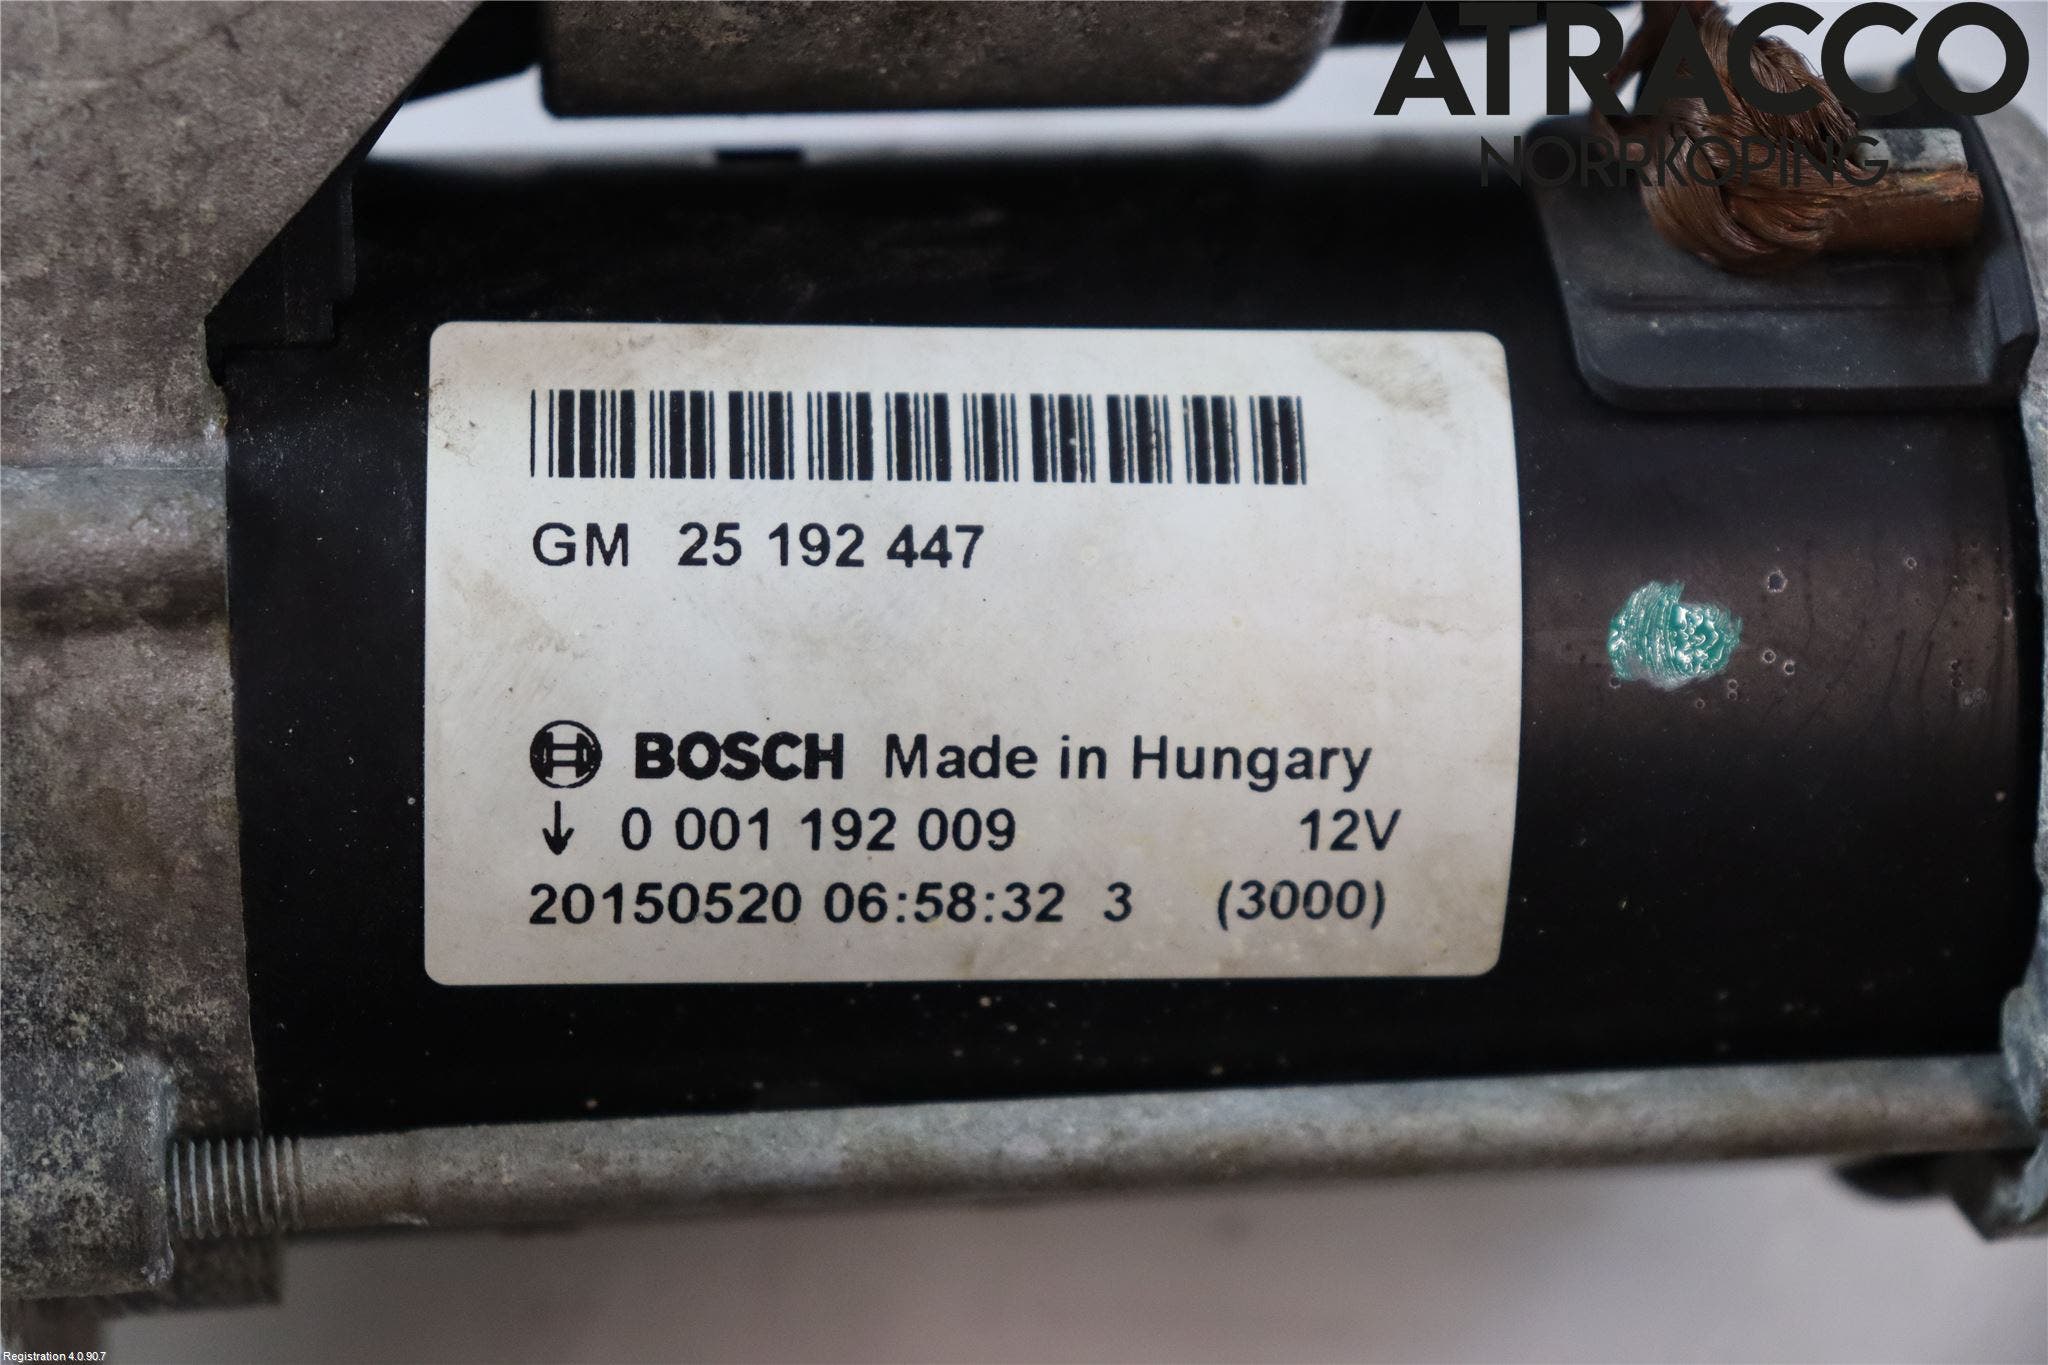 ATRACCO
NORRKÖPING
GM 25 192 447
BOSCH Made in Hungary
↓ 0 001 192 009 12V
20150520 06:58:32 3 (3000)
Registration 4.0.90.7